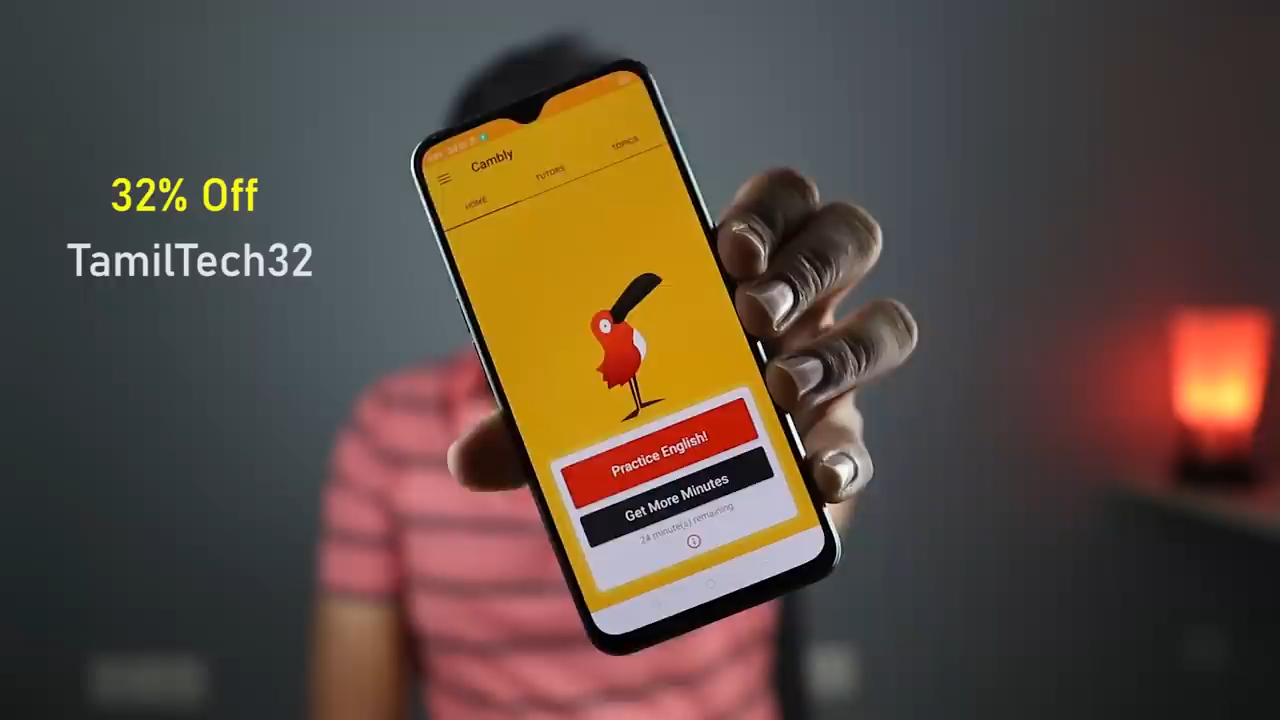 32% Off
TamilTech32
Cambly
HOME
TUTORS
TOPICS
Practice English!
Get More Minutes
24 minute(s) remaining